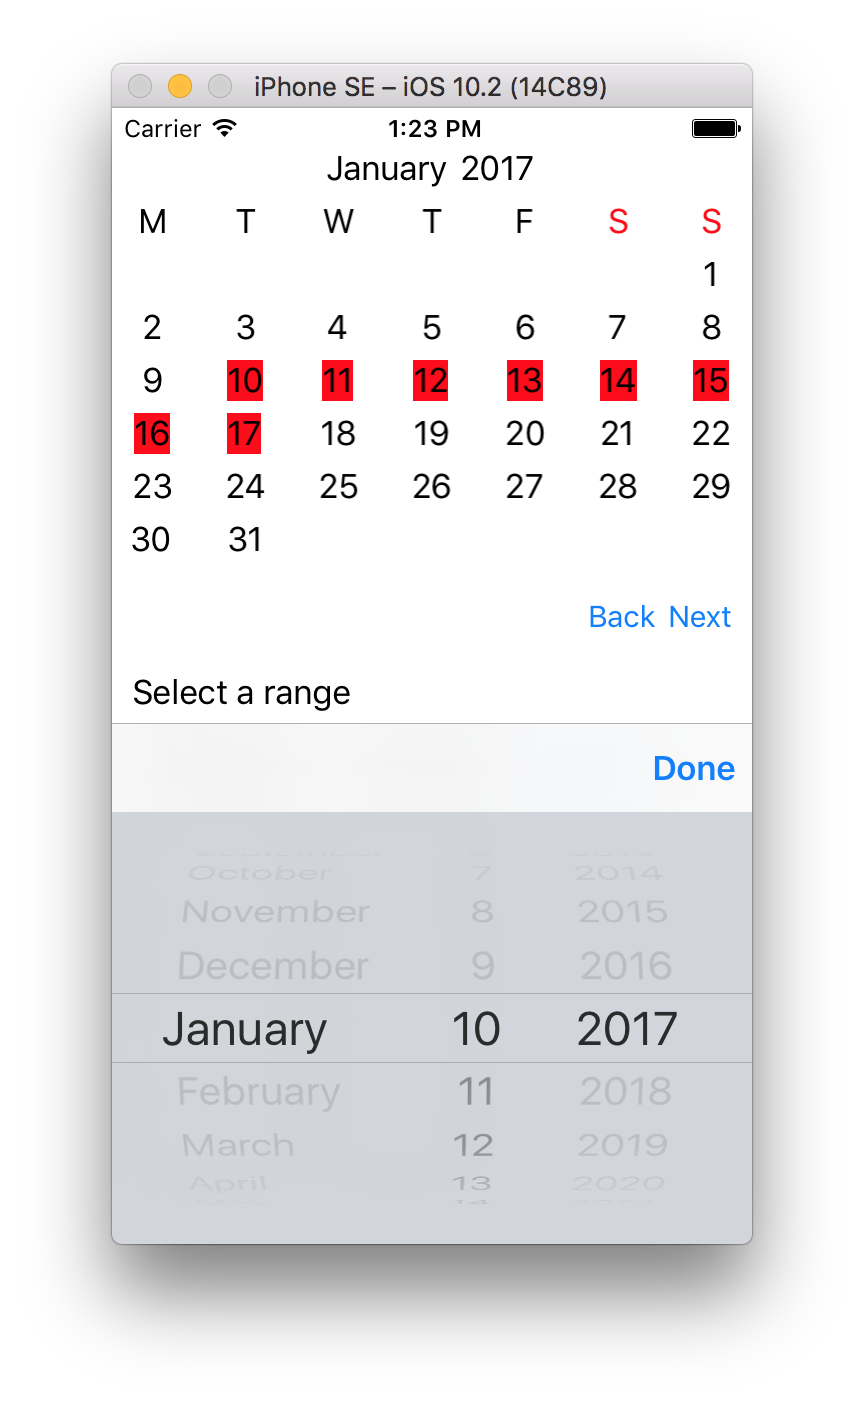 iPhone SE – iOS 10.2 (14C89)
Carrier 1:23 PM
January 2017
M T W T F S S
1
2 3 4 5 6 7 8
9 10 11 12 13 14 15
16 17 18 19 20 21 22
23 24 25 26 27 28 29
30 31
Back Next
Select a range
Done
October 7 2014
November 8 2015
December 9 2016
January 10 2017
February 11 2018
March 12 2019
April 13 2020